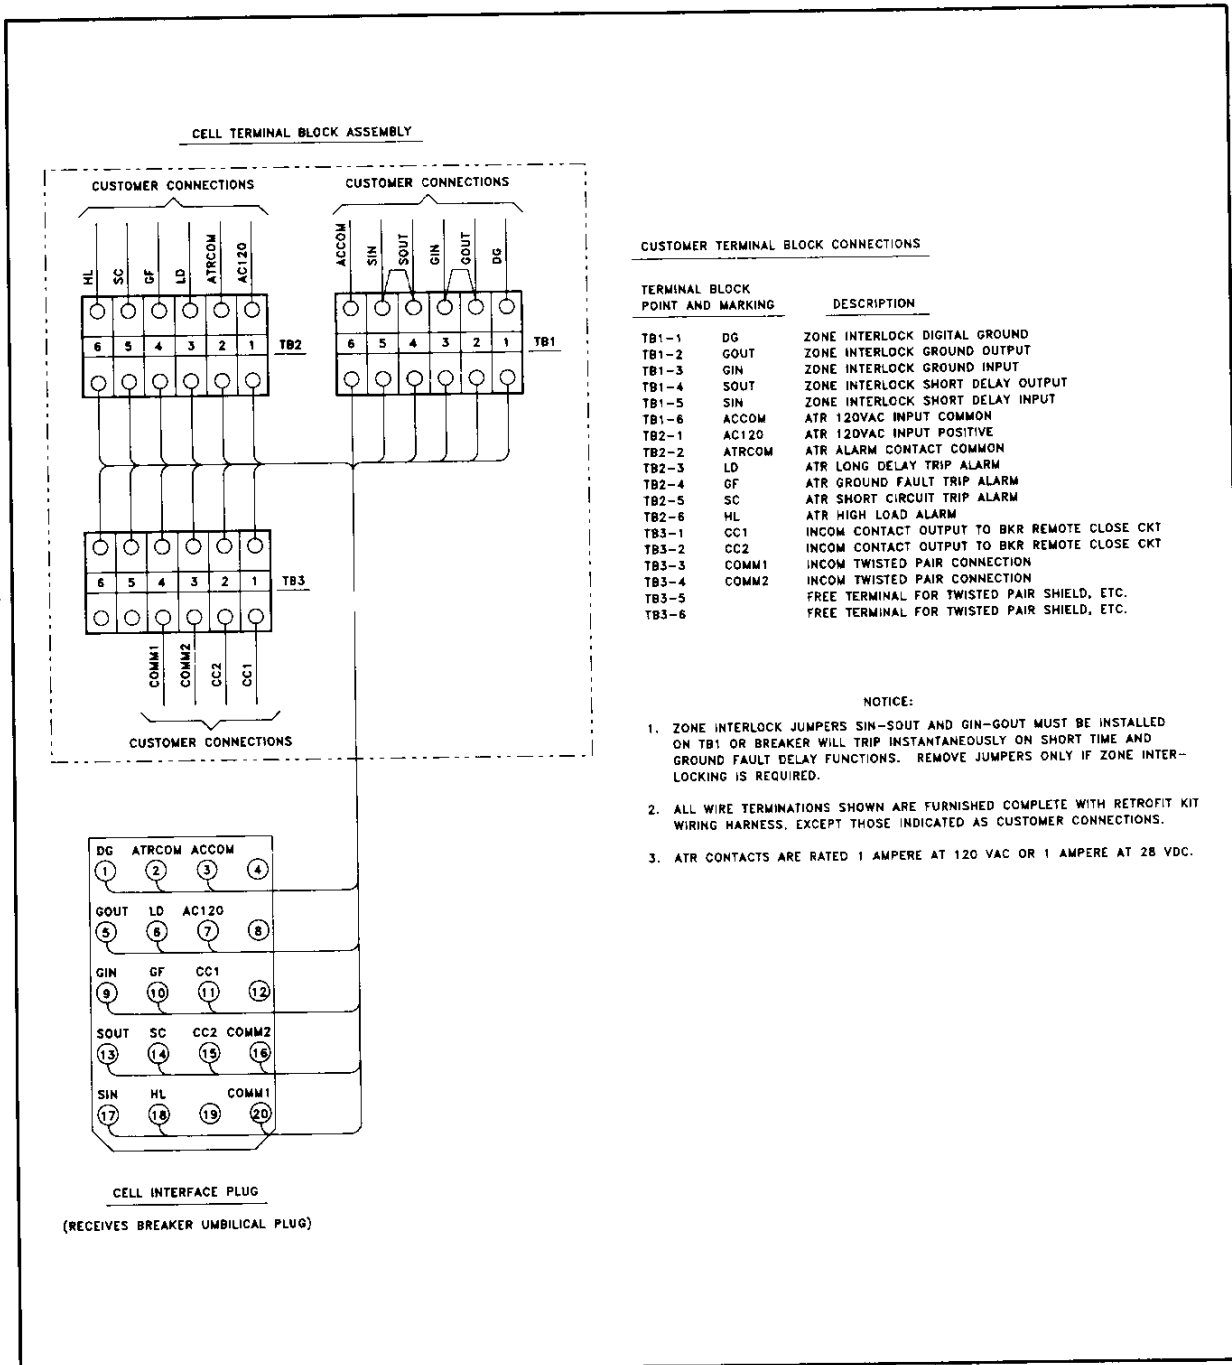 CELL TERMINAL BLOCK ASSEMBLY
CUSTOMER CONNECTIONS
CUSTOMER CONNECTIONS
HL SC GF LD ATRCOM AC120
ACCOM SIN SOUT GIN GOUT DG
6 5 4 3 2 1 TB2
6 5 4 3 2 1 TB1
6 5 4 3 2 1 TB3
COMM1 COMM2 CC2 CC1
CUSTOMER CONNECTIONS
DG ATRCOM ACCOM
1 2 3 4
GOUT LD AC120
5 6 7 8
GIN GF CC1
9 10 11 12
SOUT SC CC2 COMM2
13 14 15 16
SIN HL COMM1
17 18 19 20
CELL INTERFACE PLUG
(RECEIVES BREAKER UMBILICAL PLUG)
CUSTOMER TERMINAL BLOCK CONNECTIONS
TERMINAL BLOCK
POINT AND MARKING DESCRIPTION
TB1-1 DG ZONE INTERLOCK DIGITAL GROUND
TB1-2 GOUT ZONE INTERLOCK GROUND OUTPUT
TB1-3 GIN ZONE INTERLOCK GROUND INPUT
TB1-4 SOUT ZONE INTERLOCK SHORT DELAY OUTPUT
TB1-5 SIN ZONE INTERLOCK SHORT DELAY INPUT
TB1-6 ACCOM ATR 120VAC INPUT COMMON
TB2-1 AC120 ATR 120VAC INPUT POSITIVE
TB2-2 ATRCOM ATR ALARM CONTACT COMMON
TB2-3 LD ATR LONG DELAY TRIP ALARM
TB2-4 GF ATR GROUND FAULT TRIP ALARM
TB2-5 SC ATR SHORT CIRCUIT TRIP ALARM
TB2-6 HL ATR HIGH LOAD ALARM
TB3-1 CC1 INCOM CONTACT OUTPUT TO BKR REMOTE CLOSE CKT
TB3-2 CC2 INCOM CONTACT OUTPUT TO BKR REMOTE CLOSE CKT
TB3-3 COMM1 INCOM TWISTED PAIR CONNECTION
TB3-4 COMM2 INCOM TWISTED PAIR CONNECTION
TB3-5 FREE TERMINAL FOR TWISTED PAIR SHIELD, ETC.
TB3-6 FREE TERMINAL FOR TWISTED PAIR SHIELD, ETC.
NOTICE:
1. ZONE INTERLOCK JUMPERS SIN-SOUT AND GIN-GOUT MUST BE INSTALLED
ON TB1 OR BREAKER WILL TRIP INSTANTANEOUSLY ON SHORT TIME AND
GROUND FAULT DELAY FUNCTIONS. REMOVE JUMPERS ONLY IF ZONE INTER-
LOCKING IS REQUIRED.
2. ALL WIRE TERMINATIONS SHOWN ARE FURNISHED COMPLETE WITH RETROFIT KIT
WIRING HARNESS, EXCEPT THOSE INDICATED AS CUSTOMER CONNECTIONS.
3. ATR CONTACTS ARE RATED 1 AMPERE AT 120 VAC OR 1 AMPERE AT 28 VDC.